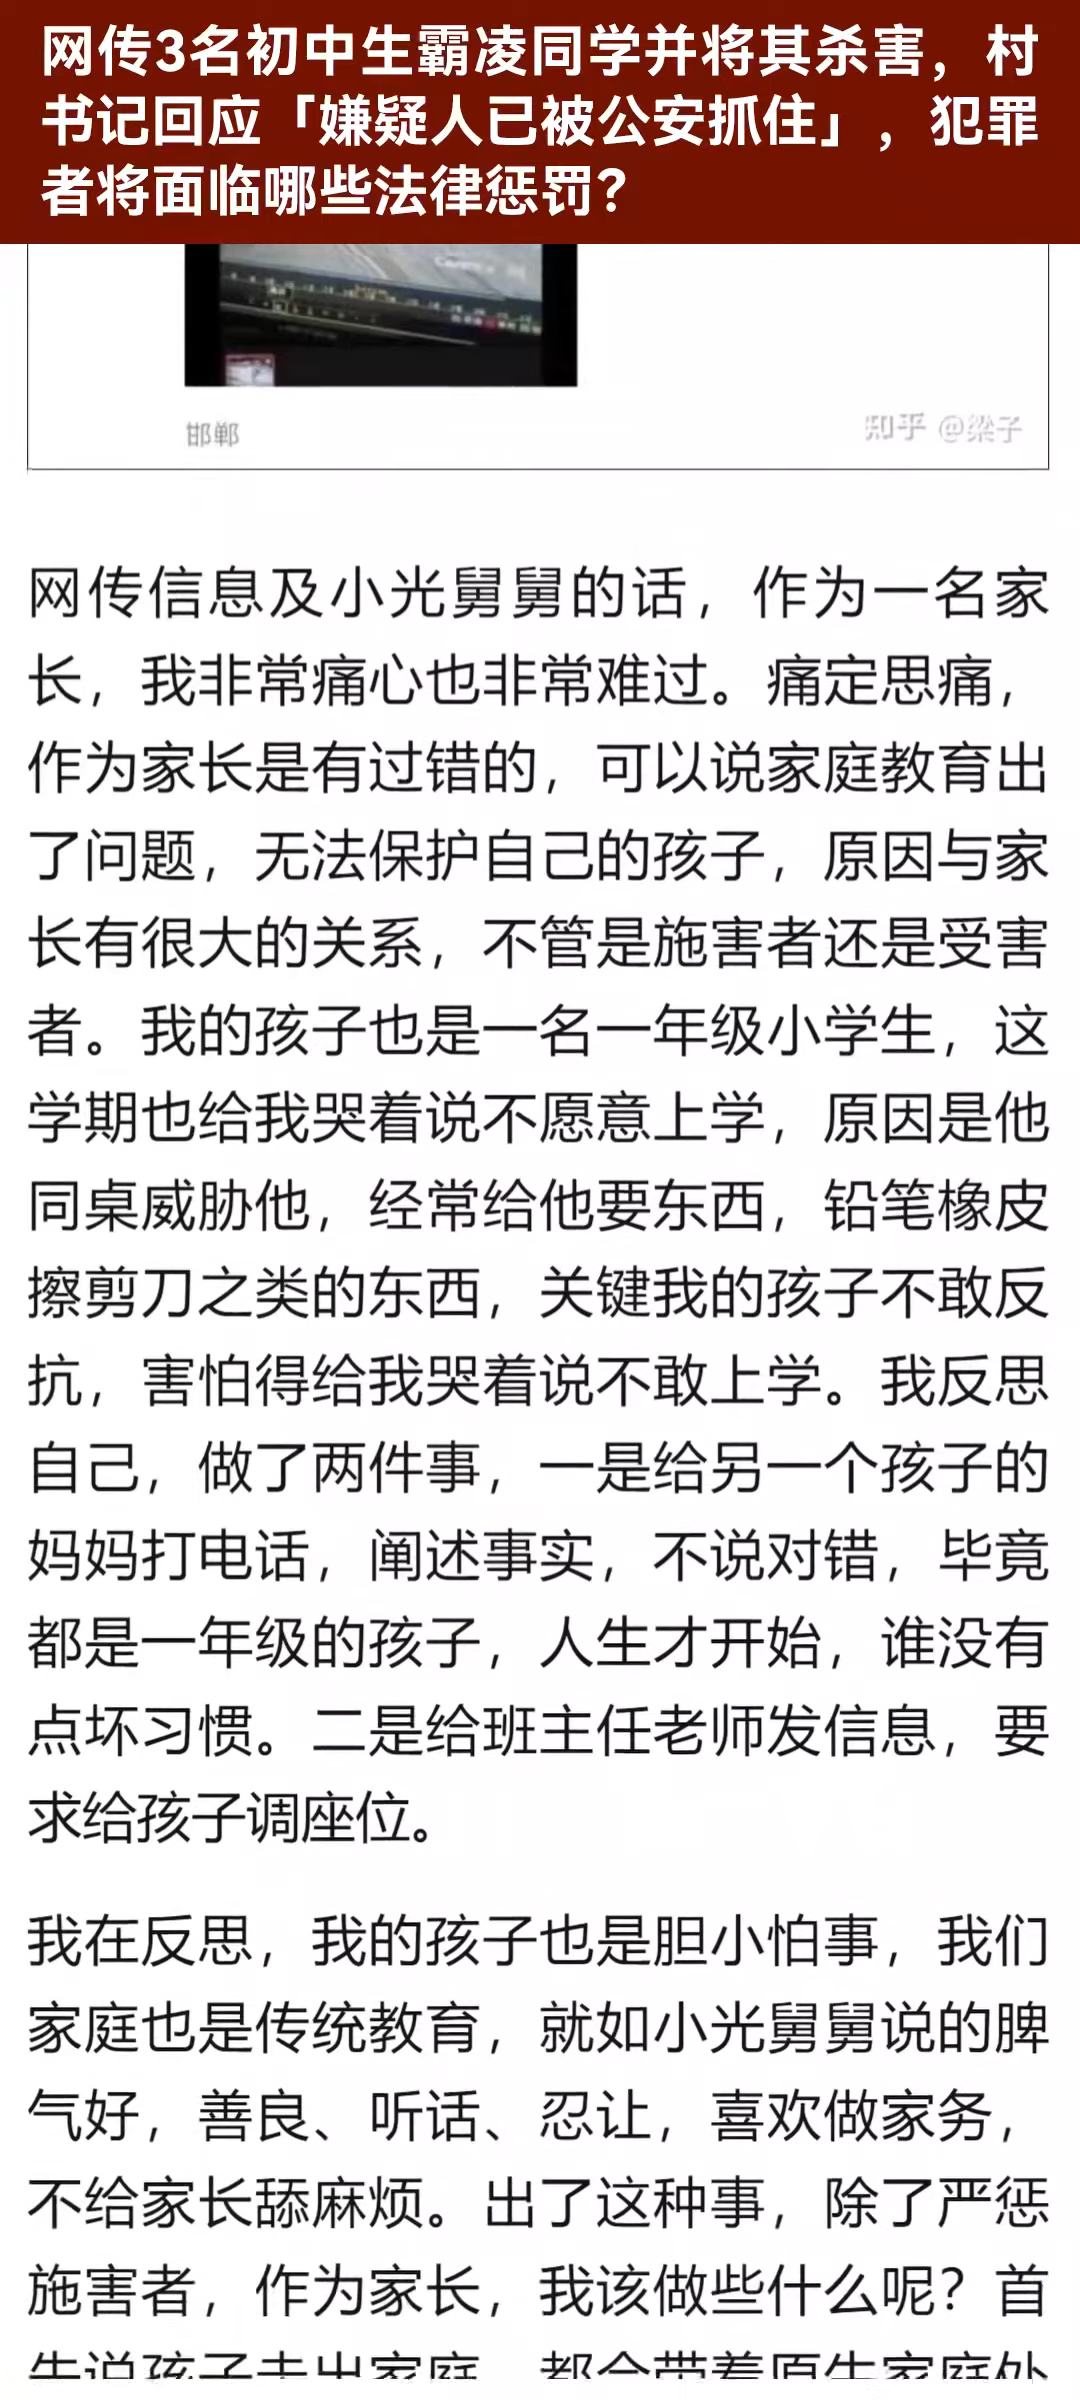 网传3名初中生霸凌同学并将其杀害，村
书记回应「嫌疑人已被公安抓住」，犯罪
者将面临哪些法律惩罚？
邯郸
知乎 @梁子
网传信息及小光舅舅的话，作为一名家
长，我非常痛心也非常难过。痛定思痛，
作为家长是有过错的，可以说家庭教育出
了问题，无法保护自己的孩子，原因与家
长有很大的关系，不管是施害者还是受害
者。我的孩子也是一名一年级小学生，这
学期也给我哭着说不愿意上学，原因是他
同桌威胁他，经常给他要东西，铅笔橡皮
擦剪刀之类的东西，关键我的孩子不敢反
抗，害怕得给我哭着说不敢上学。我反思
自己，做了两件事，一是给另一个孩子的
妈妈打电话，阐述事实，不说对错，毕竟
都是一年级的孩子，人生才开始，谁没有
点坏习惯。二是给班主任老师发信息，要
求给孩子调座位。
我在反思，我的孩子也是胆小怕事，我们
家庭也是传统教育，就如小光舅舅说的脾
气好，善良、听话、忍让，喜欢做家务，
不给家长舔麻烦。出了这种事，除了严惩
施害者，作为家长，我该做些什么呢？首
先说孩子走出家庭，都会带着原生家庭处